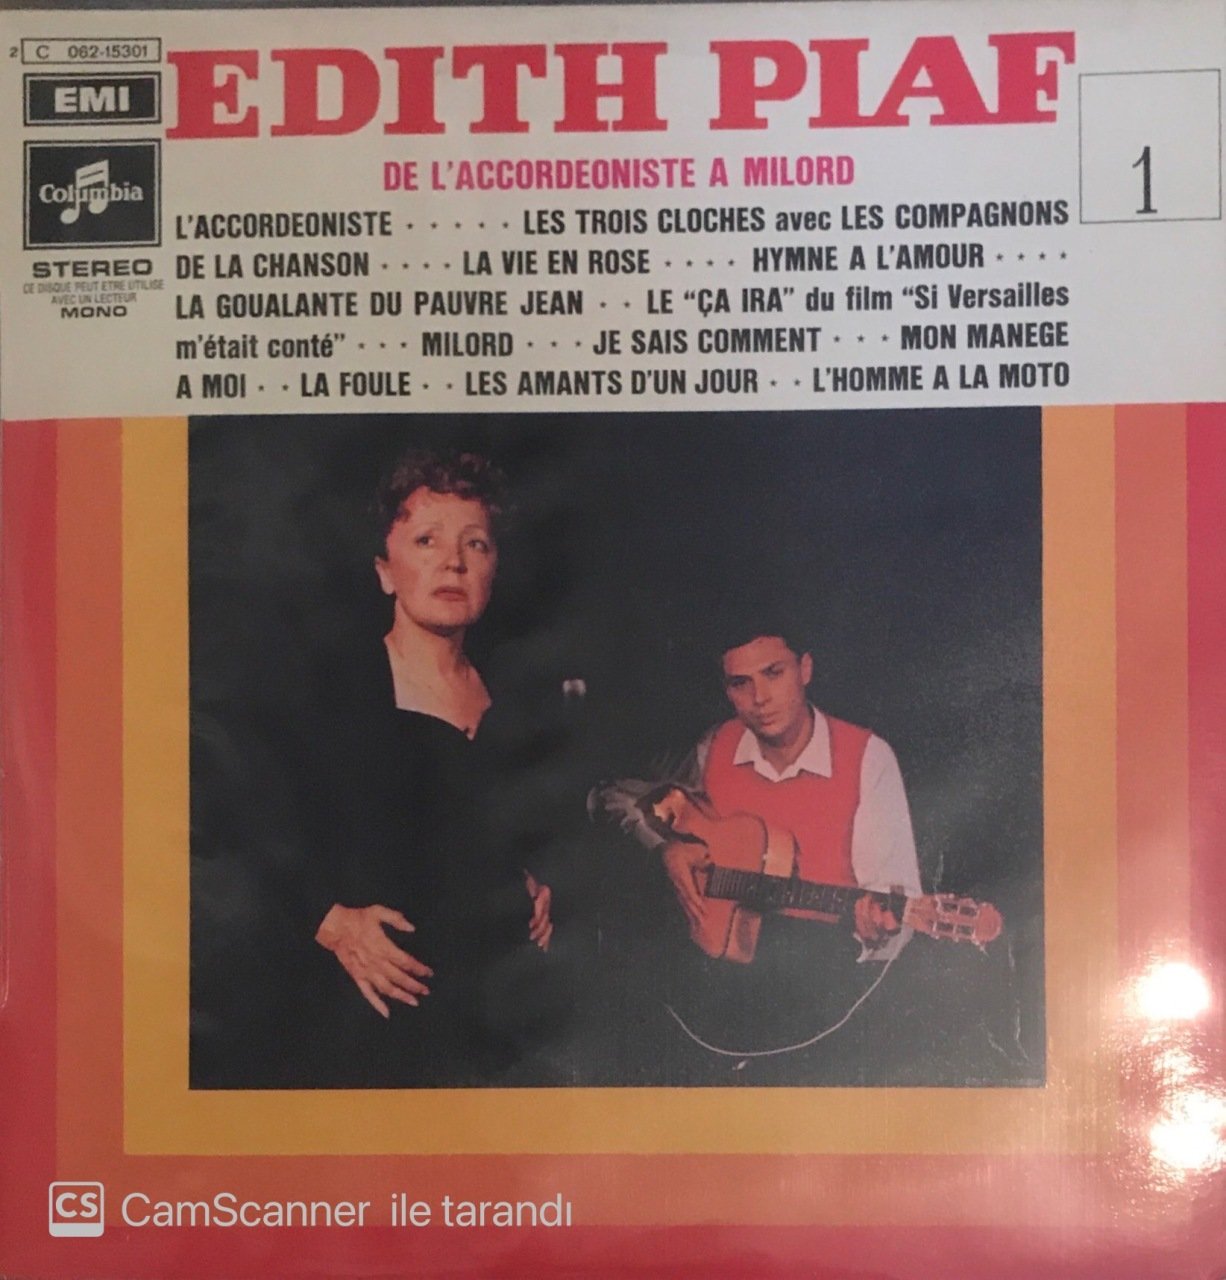 2 C 062-15301
EMI
Columbia
STEREO
CE DISQUE PEUT ETRE UTILISE
AVEC UN LECTEUR
MONO
EDITH PIAF
1
DE L'ACCORDEONISTE A MILORD
L'ACCORDEONISTE · · · · · LES TROIS CLOCHES avec LES COMPAGNONS
DE LA CHANSON · · · · LA VIE EN ROSE · · · · HYMNE A L'AMOUR · · · ·
LA GOUALANTE DU PAUVRE JEAN · · LE “ÇA IRA” du film “Si Versailles
m'était conté” · · · MILORD · · · JE SAIS COMMENT · · · MON MANEGE
A MOI · · LA FOULE · · LES AMANTS D'UN JOUR · · L'HOMME A LA MOTO
CS CamScanner ile tarandı